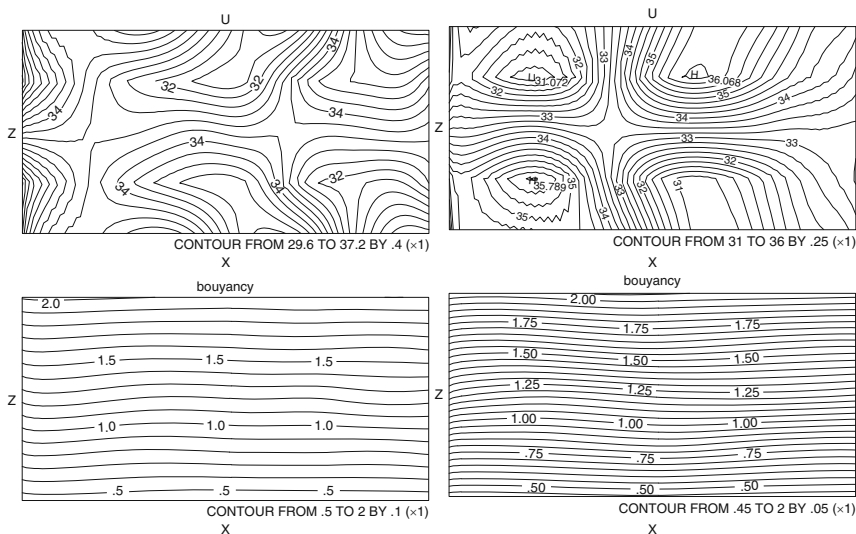 U
Z
34
32
32
34
34
34
34
34
32
CONTOUR FROM 29.6 TO 37.2 BY .4 (×1)
X
U
Z
32
33
34
35
31.072
H
36.068
32
35
34
34
33
33
33
34
33
32
35.789
35
35
34
33
32
31
CONTOUR FROM 31 TO 36 BY .25 (×1)
X
bouyancy
Z
2.0
1.5 1.5 1.5
1.0 1.0 1.0
.5 .5 .5
CONTOUR FROM .5 TO 2 BY .1 (×1)
X
bouyancy
Z
2.00
1.75 1.75 1.75
1.50 1.50 1.50
1.25 1.25 1.25
1.00 1.00 1.00
.75 .75 .75
.50 .50 .50
CONTOUR FROM .45 TO 2 BY .05 (×1)
X